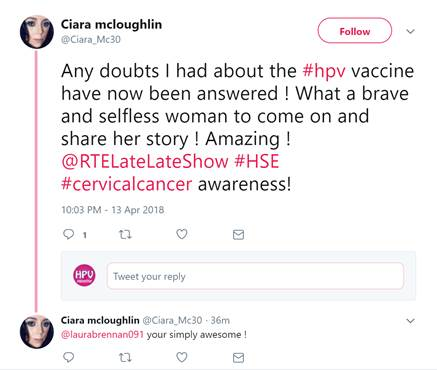 Ciara mcloughlin
@Ciara_Mc30
Follow
Any doubts I had about the #hpv vaccine
have now been answered ! What a brave
and selfless woman to come on and
share her story ! Amazing !
@RTELateLateShow #HSE
#cervicalcancer awareness!
10:03 PM - 13 Apr 2018
1
HPV
Tweet your reply
Ciara mcloughlin @Ciara_Mc30 · 36m
@laurabrennan091 your simply awesome !